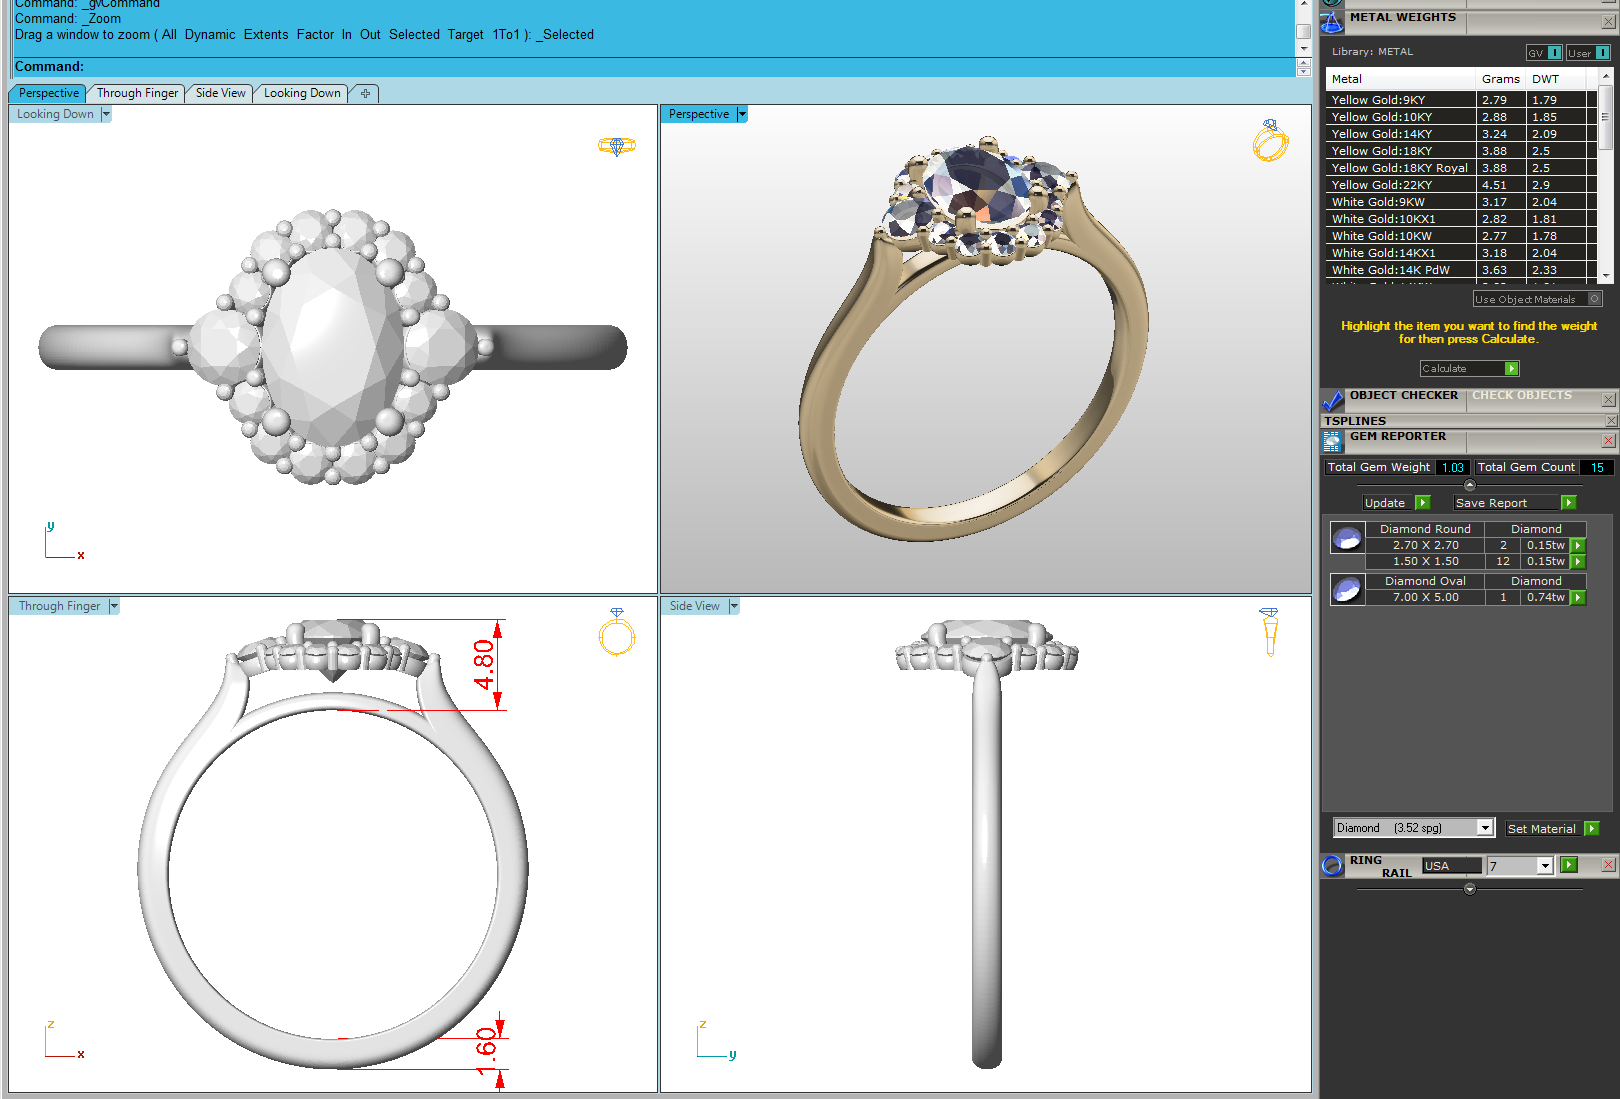 Command: _gvCommand
Command: _Zoom
Drag a window to zoom ( All Dynamic Extents Factor In Out Selected Target 1To1 ): _Selected
Command:
Perspective Through Finger Side View Looking Down
Looking Down
y
x
Perspective
Through Finger
4.80
1.60
z
x
Side View
z
y
METAL WEIGHTS
Library: METAL GV I User I
Metal Grams DWT
Yellow Gold:9KY 2.79 1.79
Yellow Gold:10KY 2.88 1.85
Yellow Gold:14KY 3.24 2.09
Yellow Gold:18KY 3.88 2.5
Yellow Gold:18KY Royal 3.88 2.5
Yellow Gold:22KY 4.51 2.9
White Gold:9KW 3.17 2.04
White Gold:10KX1 2.82 1.81
White Gold:10KW 2.77 1.78
White Gold:14KX1 3.18 2.04
White Gold:14K PdW 3.63 2.33
Use Object Materials
Highlight the item you want to find the weight
for then press Calculate.
Calculate
OBJECT CHECKER CHECK OBJECTS
TSPLINES
GEM REPORTER
Total Gem Weight 1.03 Total Gem Count 15
Update Save Report
Diamond Round Diamond
2.70 X 2.70 2 0.15tw
1.50 X 1.50 12 0.15tw
Diamond Oval Diamond
7.00 X 5.00 1 0.74tw
Diamond (3.52 spg) Set Material
RING RAIL USA 7